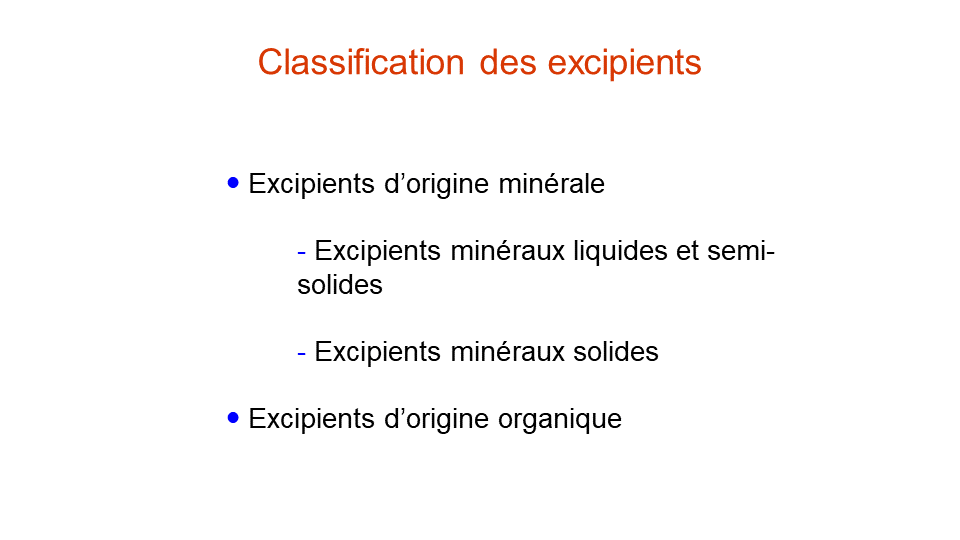 Classification des excipients
● Excipients d’origine minérale
- Excipients minéraux liquides et semi-
solides
- Excipients minéraux solides
● Excipients d’origine organique